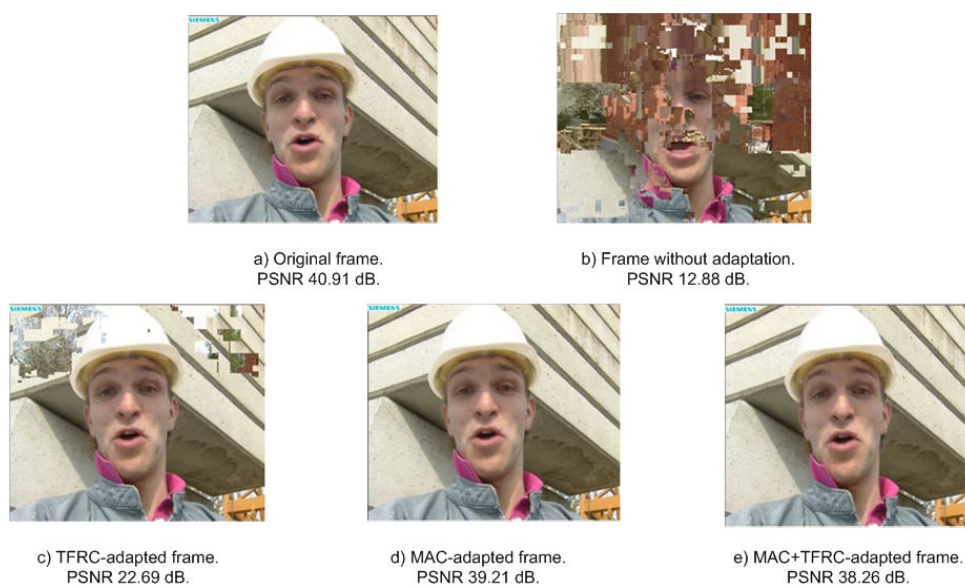 SIEMENS
a) Original frame.
PSNR 40.91 dB.
b) Frame without adaptation.
PSNR 12.88 dB.
SIEMENS
SIEMENS
SIEMENS
c) TFRC-adapted frame.
PSNR 22.69 dB.
d) MAC-adapted frame.
PSNR 39.21 dB.
e) MAC+TFRC-adapted frame.
PSNR 38.26 dB.